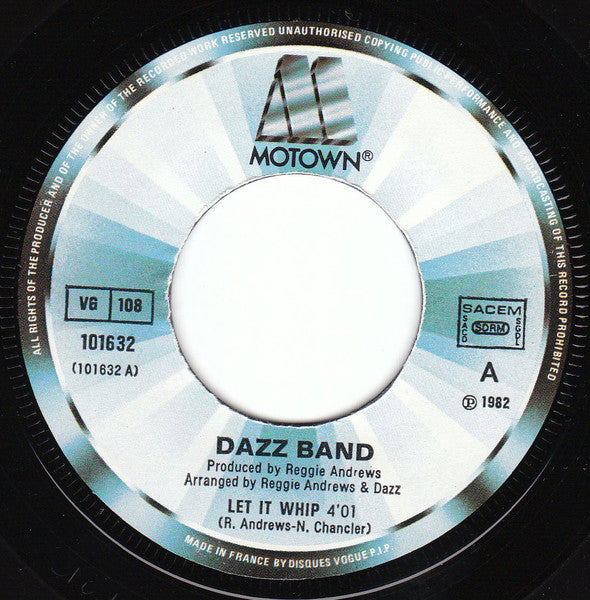 ALL RIGHTS OF THE PRODUCER AND OF THE OWNER OF THE RECORDED WORK RESERVED UNAUTHORISED COPYING PUBLIC PERFORMANCE AND BROADCASTING OF THIS RECORD PROHIBITED
MOTOWN®
VG 108
101632
(101632 A)
SACEM
SACD SDRM SGDL
A
℗ 1982
DAZZ BAND
Produced by Reggie Andrews
Arranged by Reggie Andrews & Dazz
LET IT WHIP 4'01
(R. Andrews-N. Chancler)
MADE IN FRANCE BY DISQUES VOGUE P.I.P.